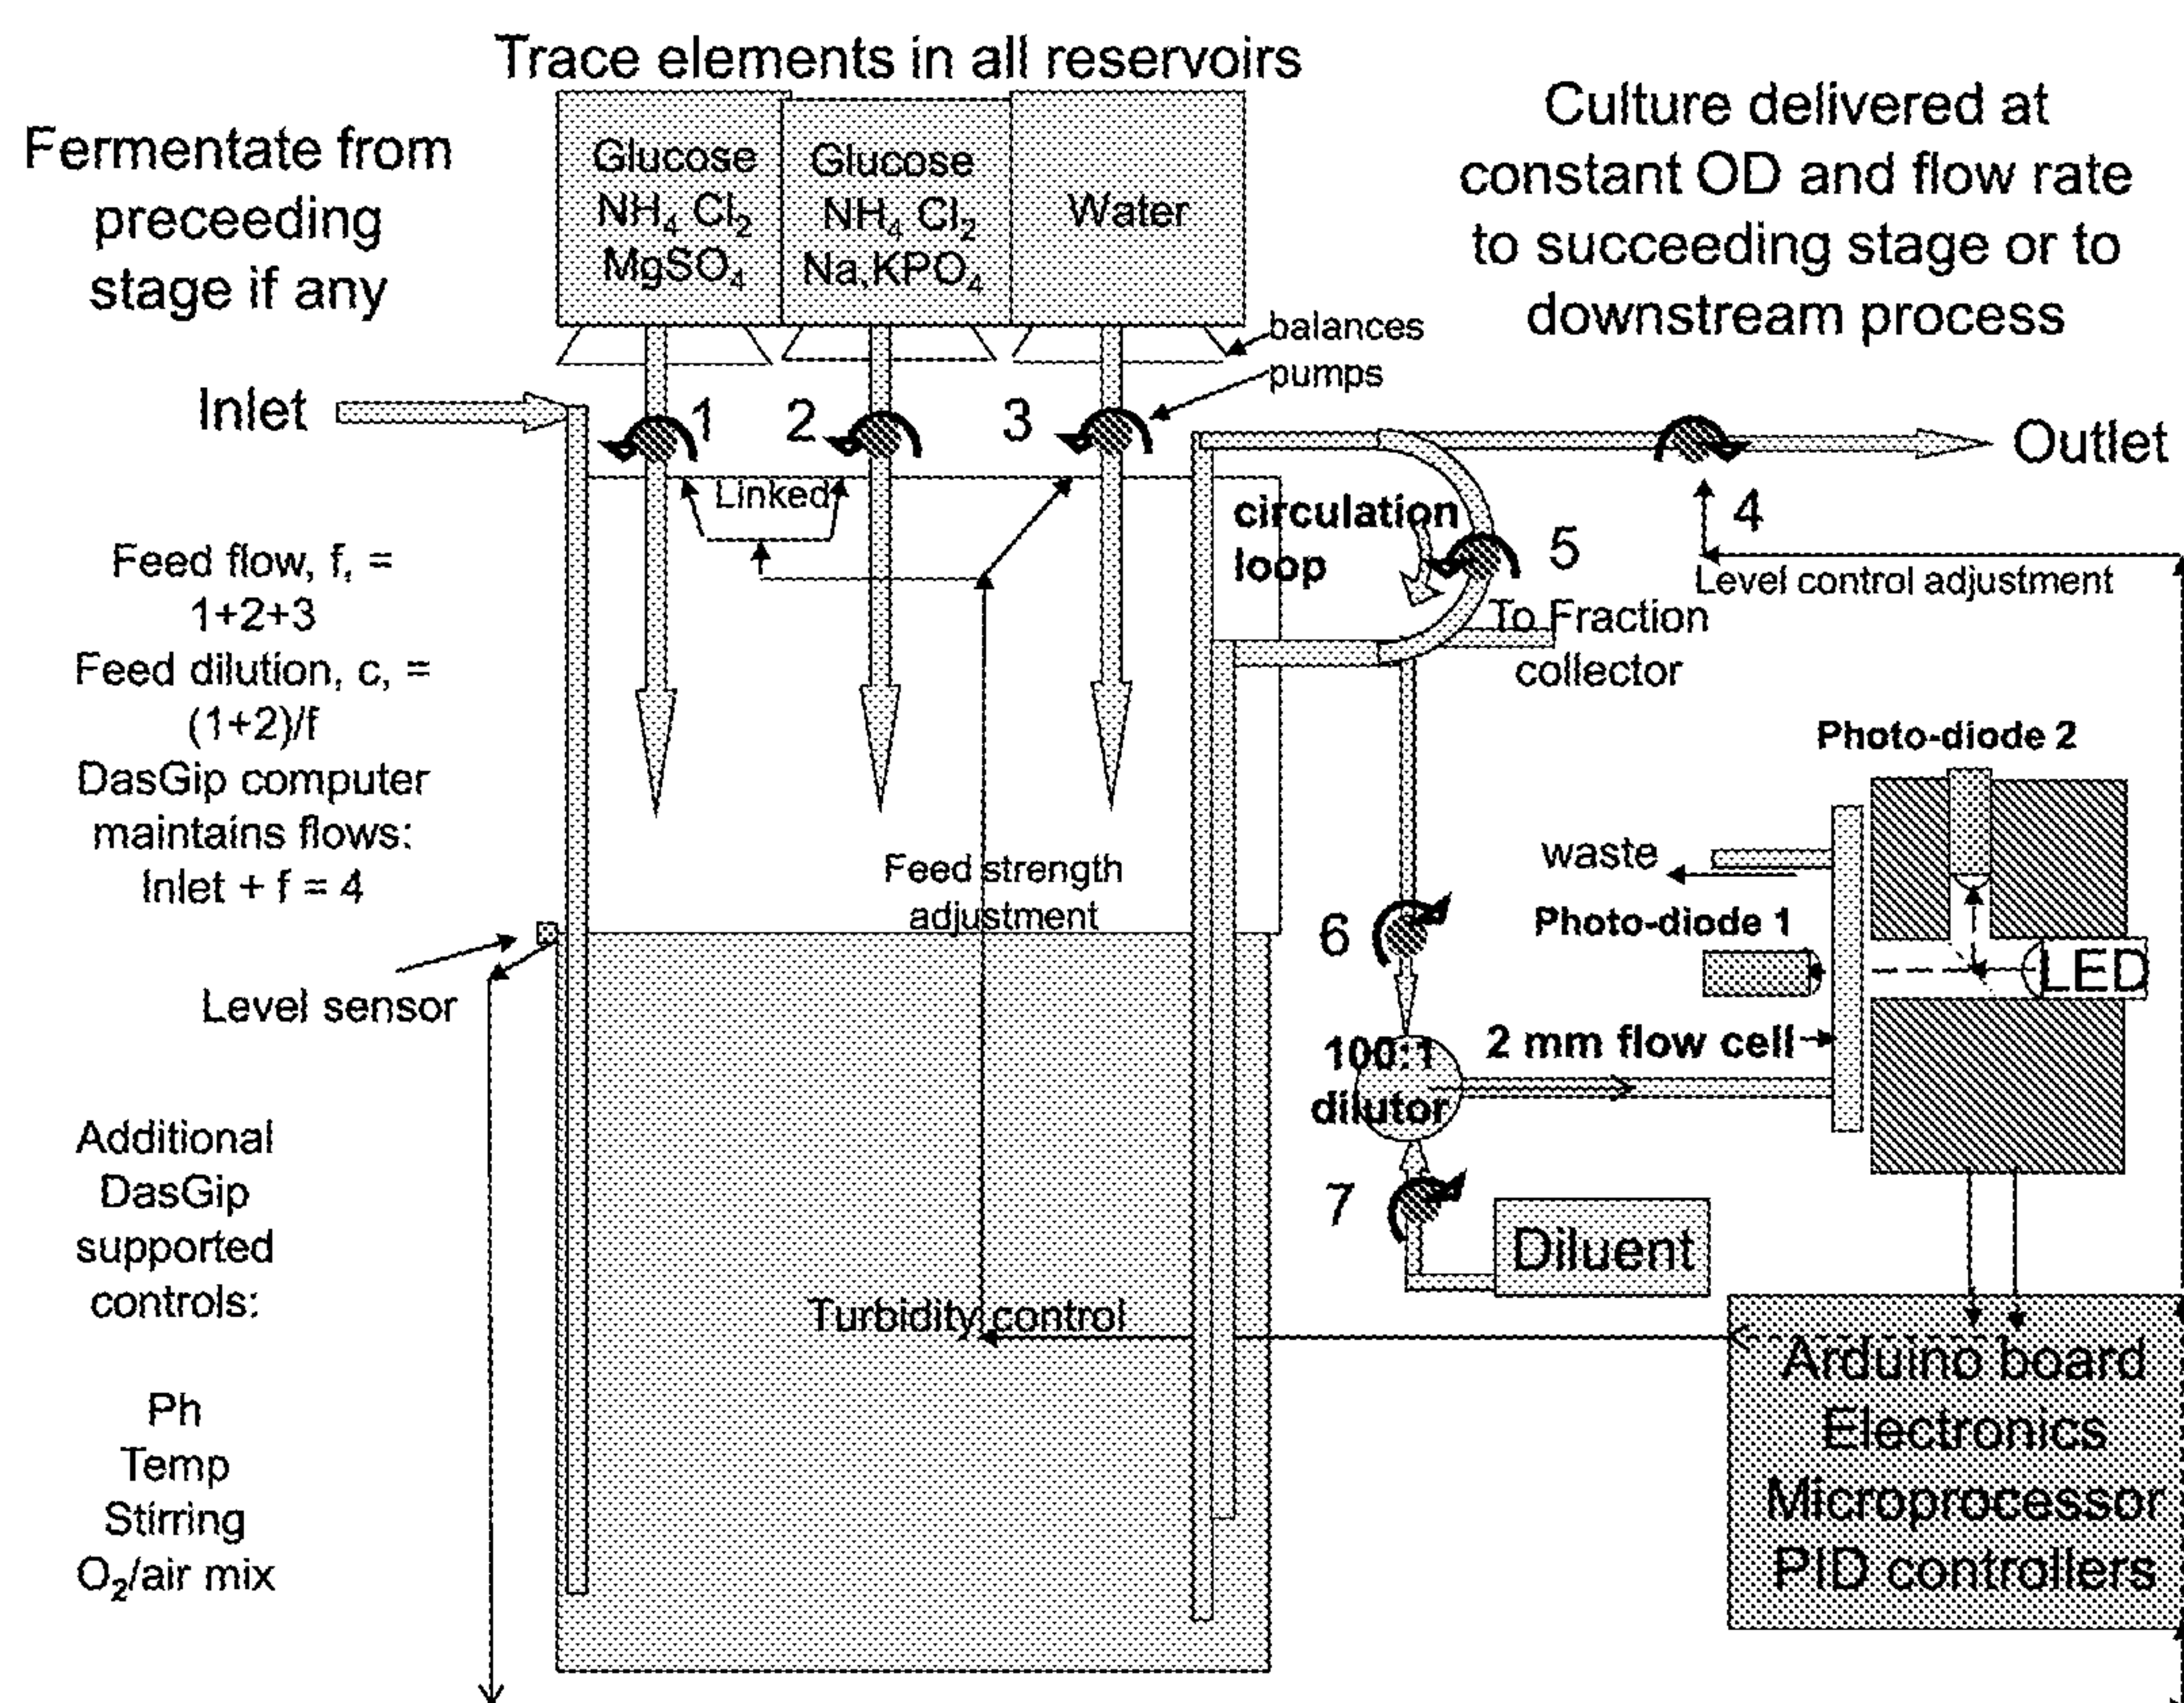 Trace elements in all reservoirs
Fermentate from
preceeding
stage if any
Glucose
NH₄ Cl₂
MgSO₄
Glucose
NH₄ Cl₂
Na,KPO₄
Water
Culture delivered at
constant OD and flow rate
to succeeding stage or to
downstream process
balances
pumps
Inlet
1
2
3
Outlet
Linked
circulation
loop
4
5
Level control adjustment
To Fraction
collector
Feed flow, f, =
1+2+3
Feed dilution, c, =
(1+2)/f
DasGip computer
maintains flows:
Inlet + f = 4
Photo-diode 2
waste
Feed strength
adjustment
6
Photo-diode 1
LED
Level sensor
100:1
dilutor
2 mm flow cell
7
Diluent
Additional
DasGip
supported
controls:
Turbidity control
Ph
Temp
Stirring
O₂/air mix
Arduino board
Electronics
Microprocessor
PID controllers